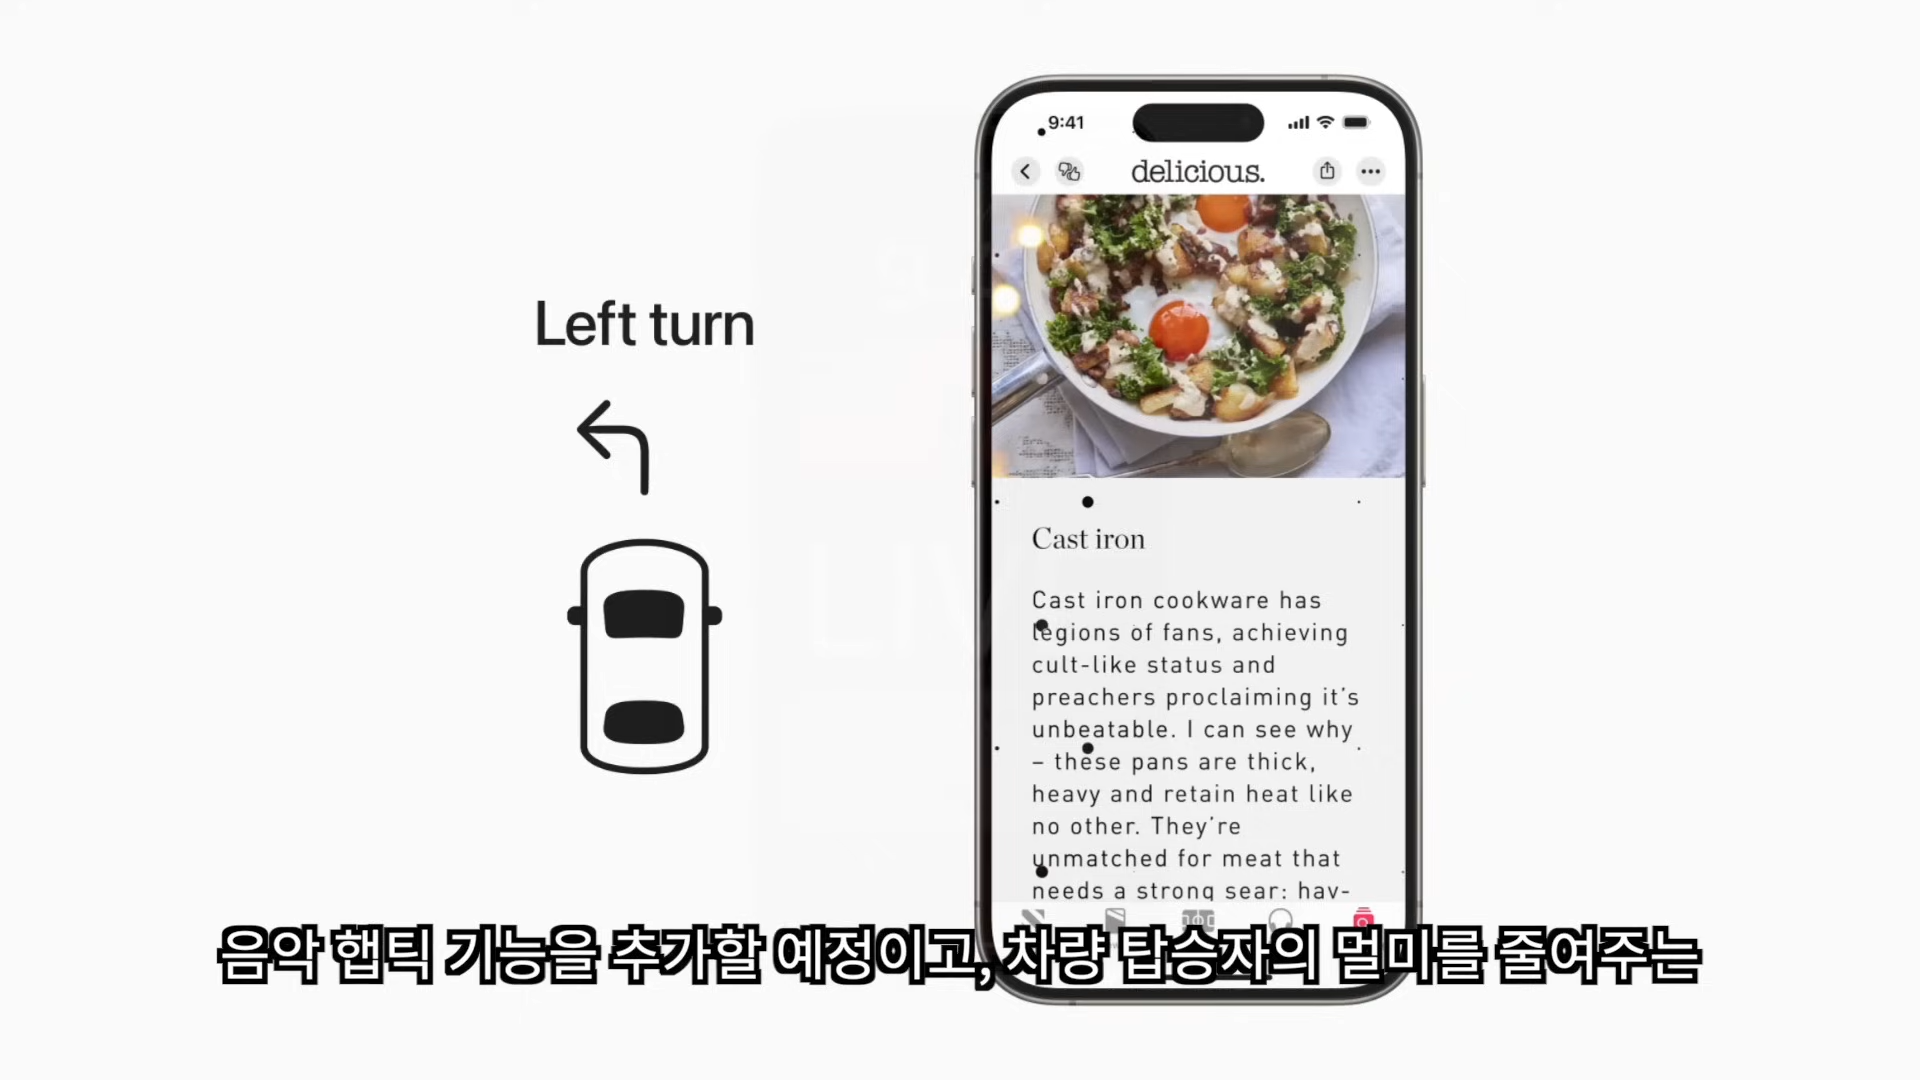 Left turn
9:41
delicious.
Cast iron
Cast iron cookware has
legions of fans, achieving
cult-like status and
preachers proclaiming it's
unbeatable. I can see why
– these pans are thick,
heavy and retain heat like
no other. They're
unmatched for meat that
needs a strong sear: hav-
음악 햅틱 기능을 추가할 예정이고, 차량 탑승자의 멀미를 줄여주는